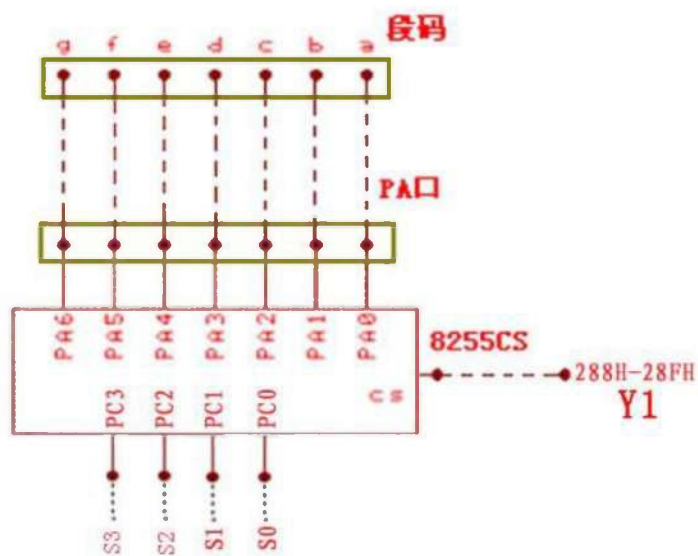 段码
g f e d c b a
PA口
PA6 PA5 PA4 PA3 PA2 PA1 PA0
8255CS
288H-28FH
Y1
CS
PC3 PC2 PC1 PC0
S3 S2 S1 S0